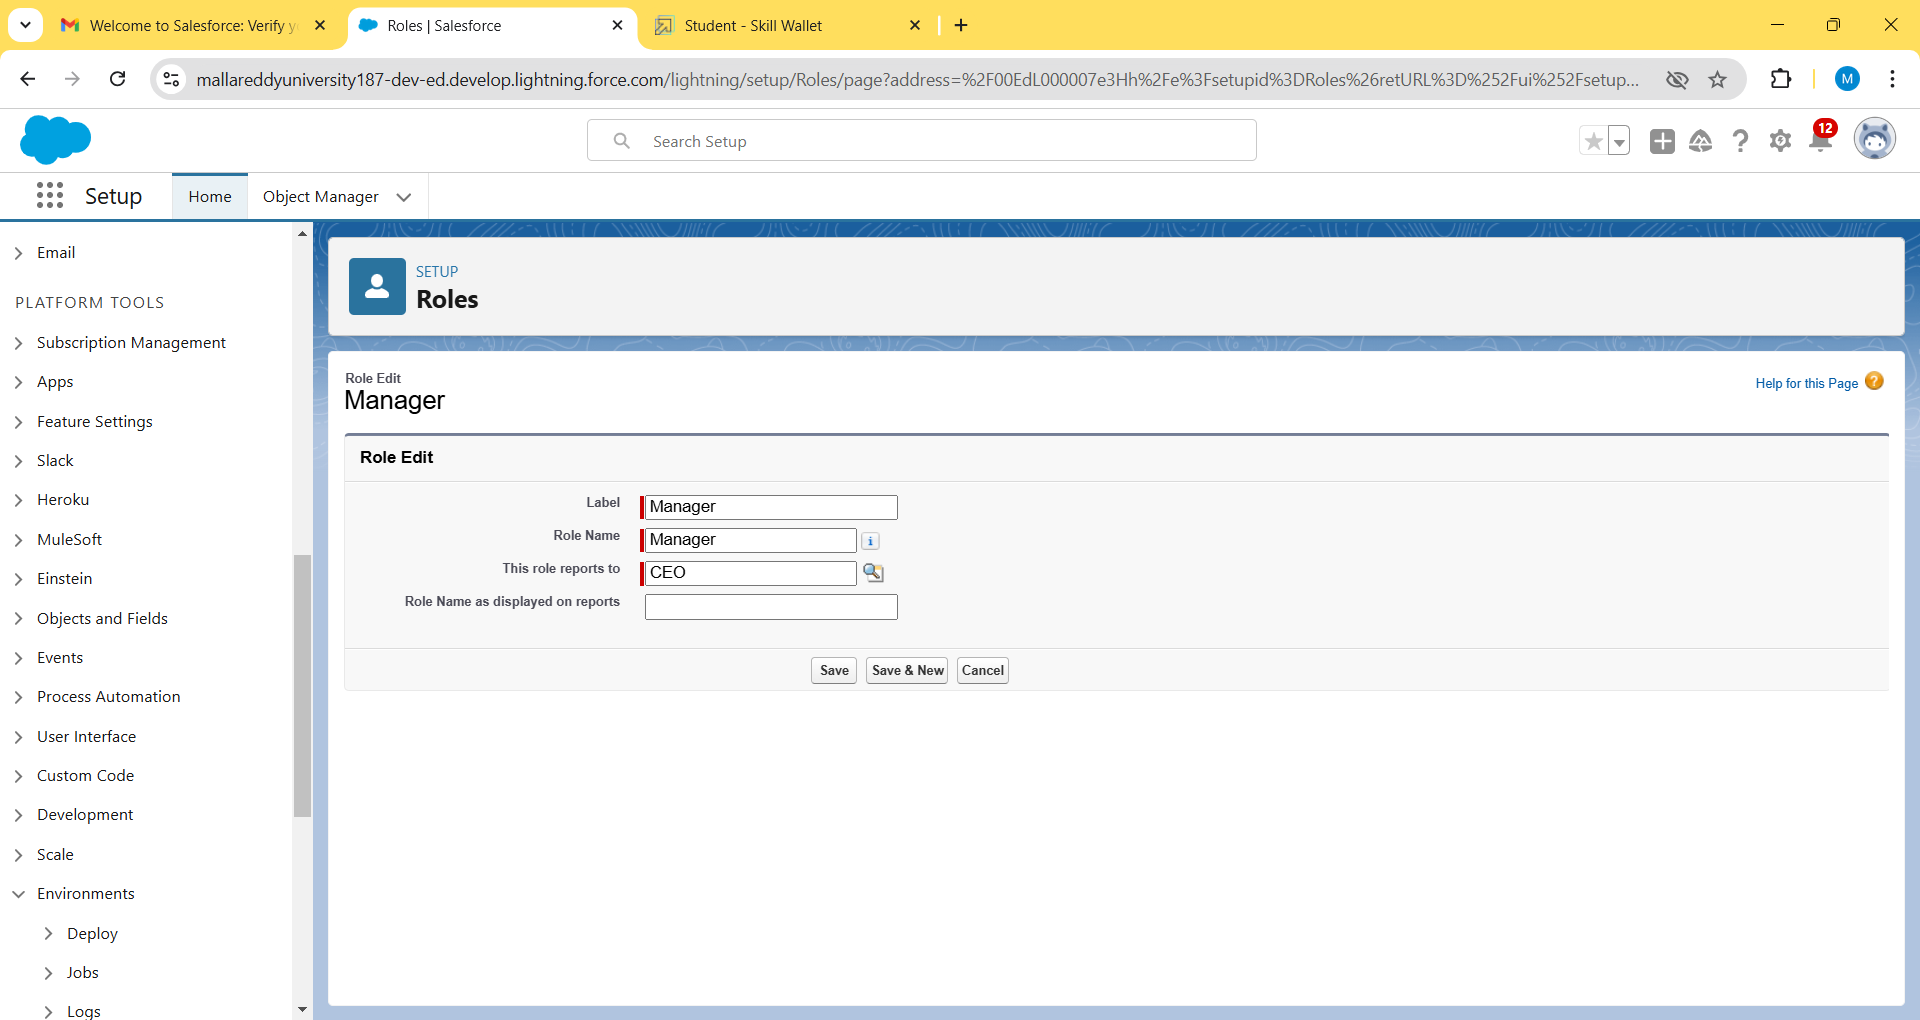 Welcome to Salesforce: Verify y
Roles | Salesforce
Student - Skill Wallet
mallareddyuniversity187-dev-ed.develop.lightning.force.com/lightning/setup/Roles/page?address=%2F00EdL000007e3Hh%2Fe%3Fsetupid%3DRoles%26retURL%3D%252Fui%252Fsetup...
M
Search Setup
12
Setup
Home
Object Manager
Email
PLATFORM TOOLS
Subscription Management
Apps
Feature Settings
Slack
Heroku
MuleSoft
Einstein
Objects and Fields
Events
Process Automation
User Interface
Custom Code
Development
Scale
Environments
Deploy
Jobs
Logs
SETUP
Roles
Role Edit
Manager
Help for this Page
Role Edit
Label Manager
Role Name Manager
This role reports to CEO
Role Name as displayed on reports
Save Save & New Cancel